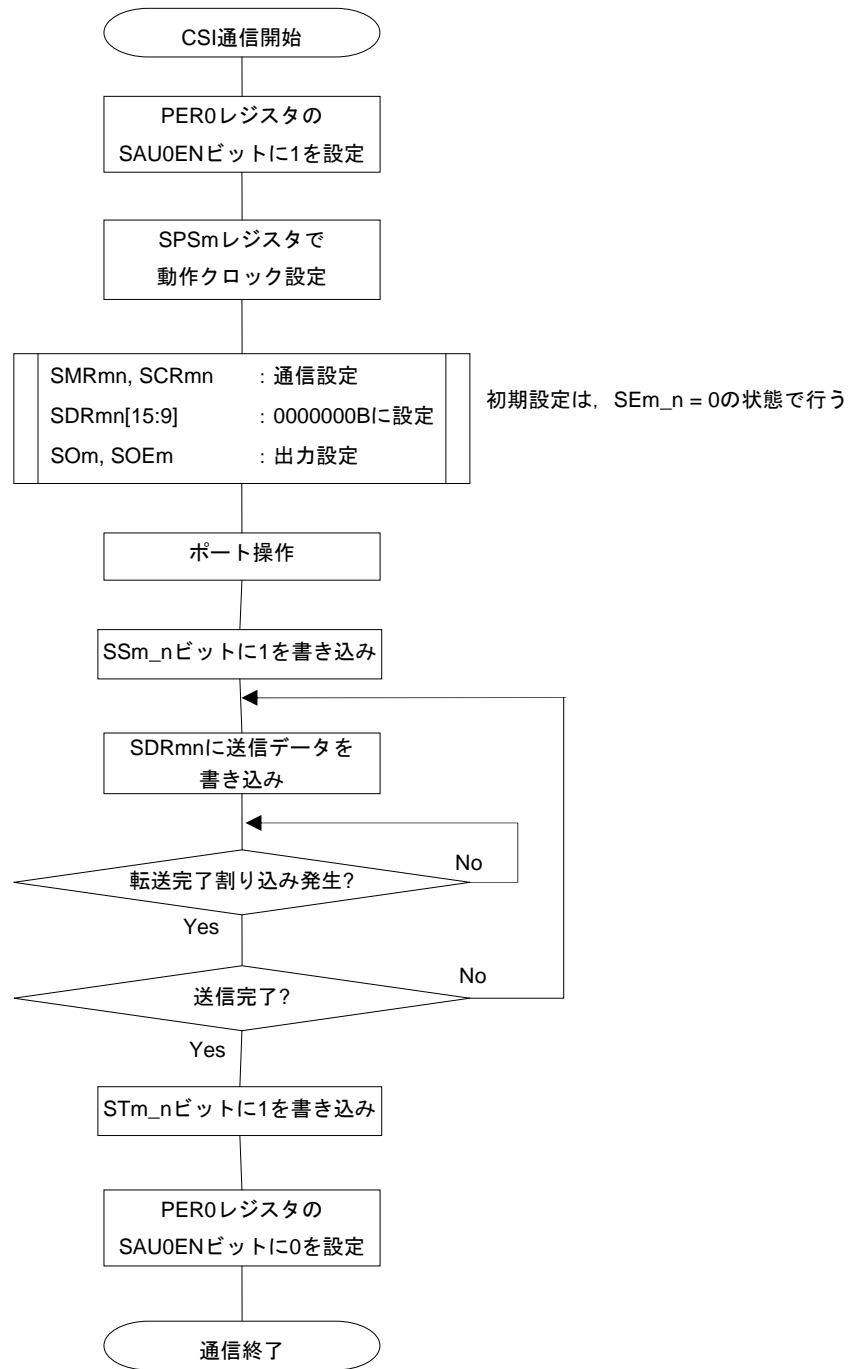 CSI通信開始
PER0レジスタの
SAU0ENビットに1を設定
SPSmレジスタで
動作クロック設定
SMRmn, SCRmn : 通信設定
SDRmn[15:9] : 0000000Bに設定
SOm, SOEm : 出力設定
初期設定は，SEm_n = 0の状態で行う
ポート操作
SSm_nビットに1を書き込み
SDRmnに送信データを
書き込み
転送完了割り込み発生?
No
Yes
送信完了?
No
Yes
STm_nビットに1を書き込み
PER0レジスタの
SAU0ENビットに0を設定
通信終了